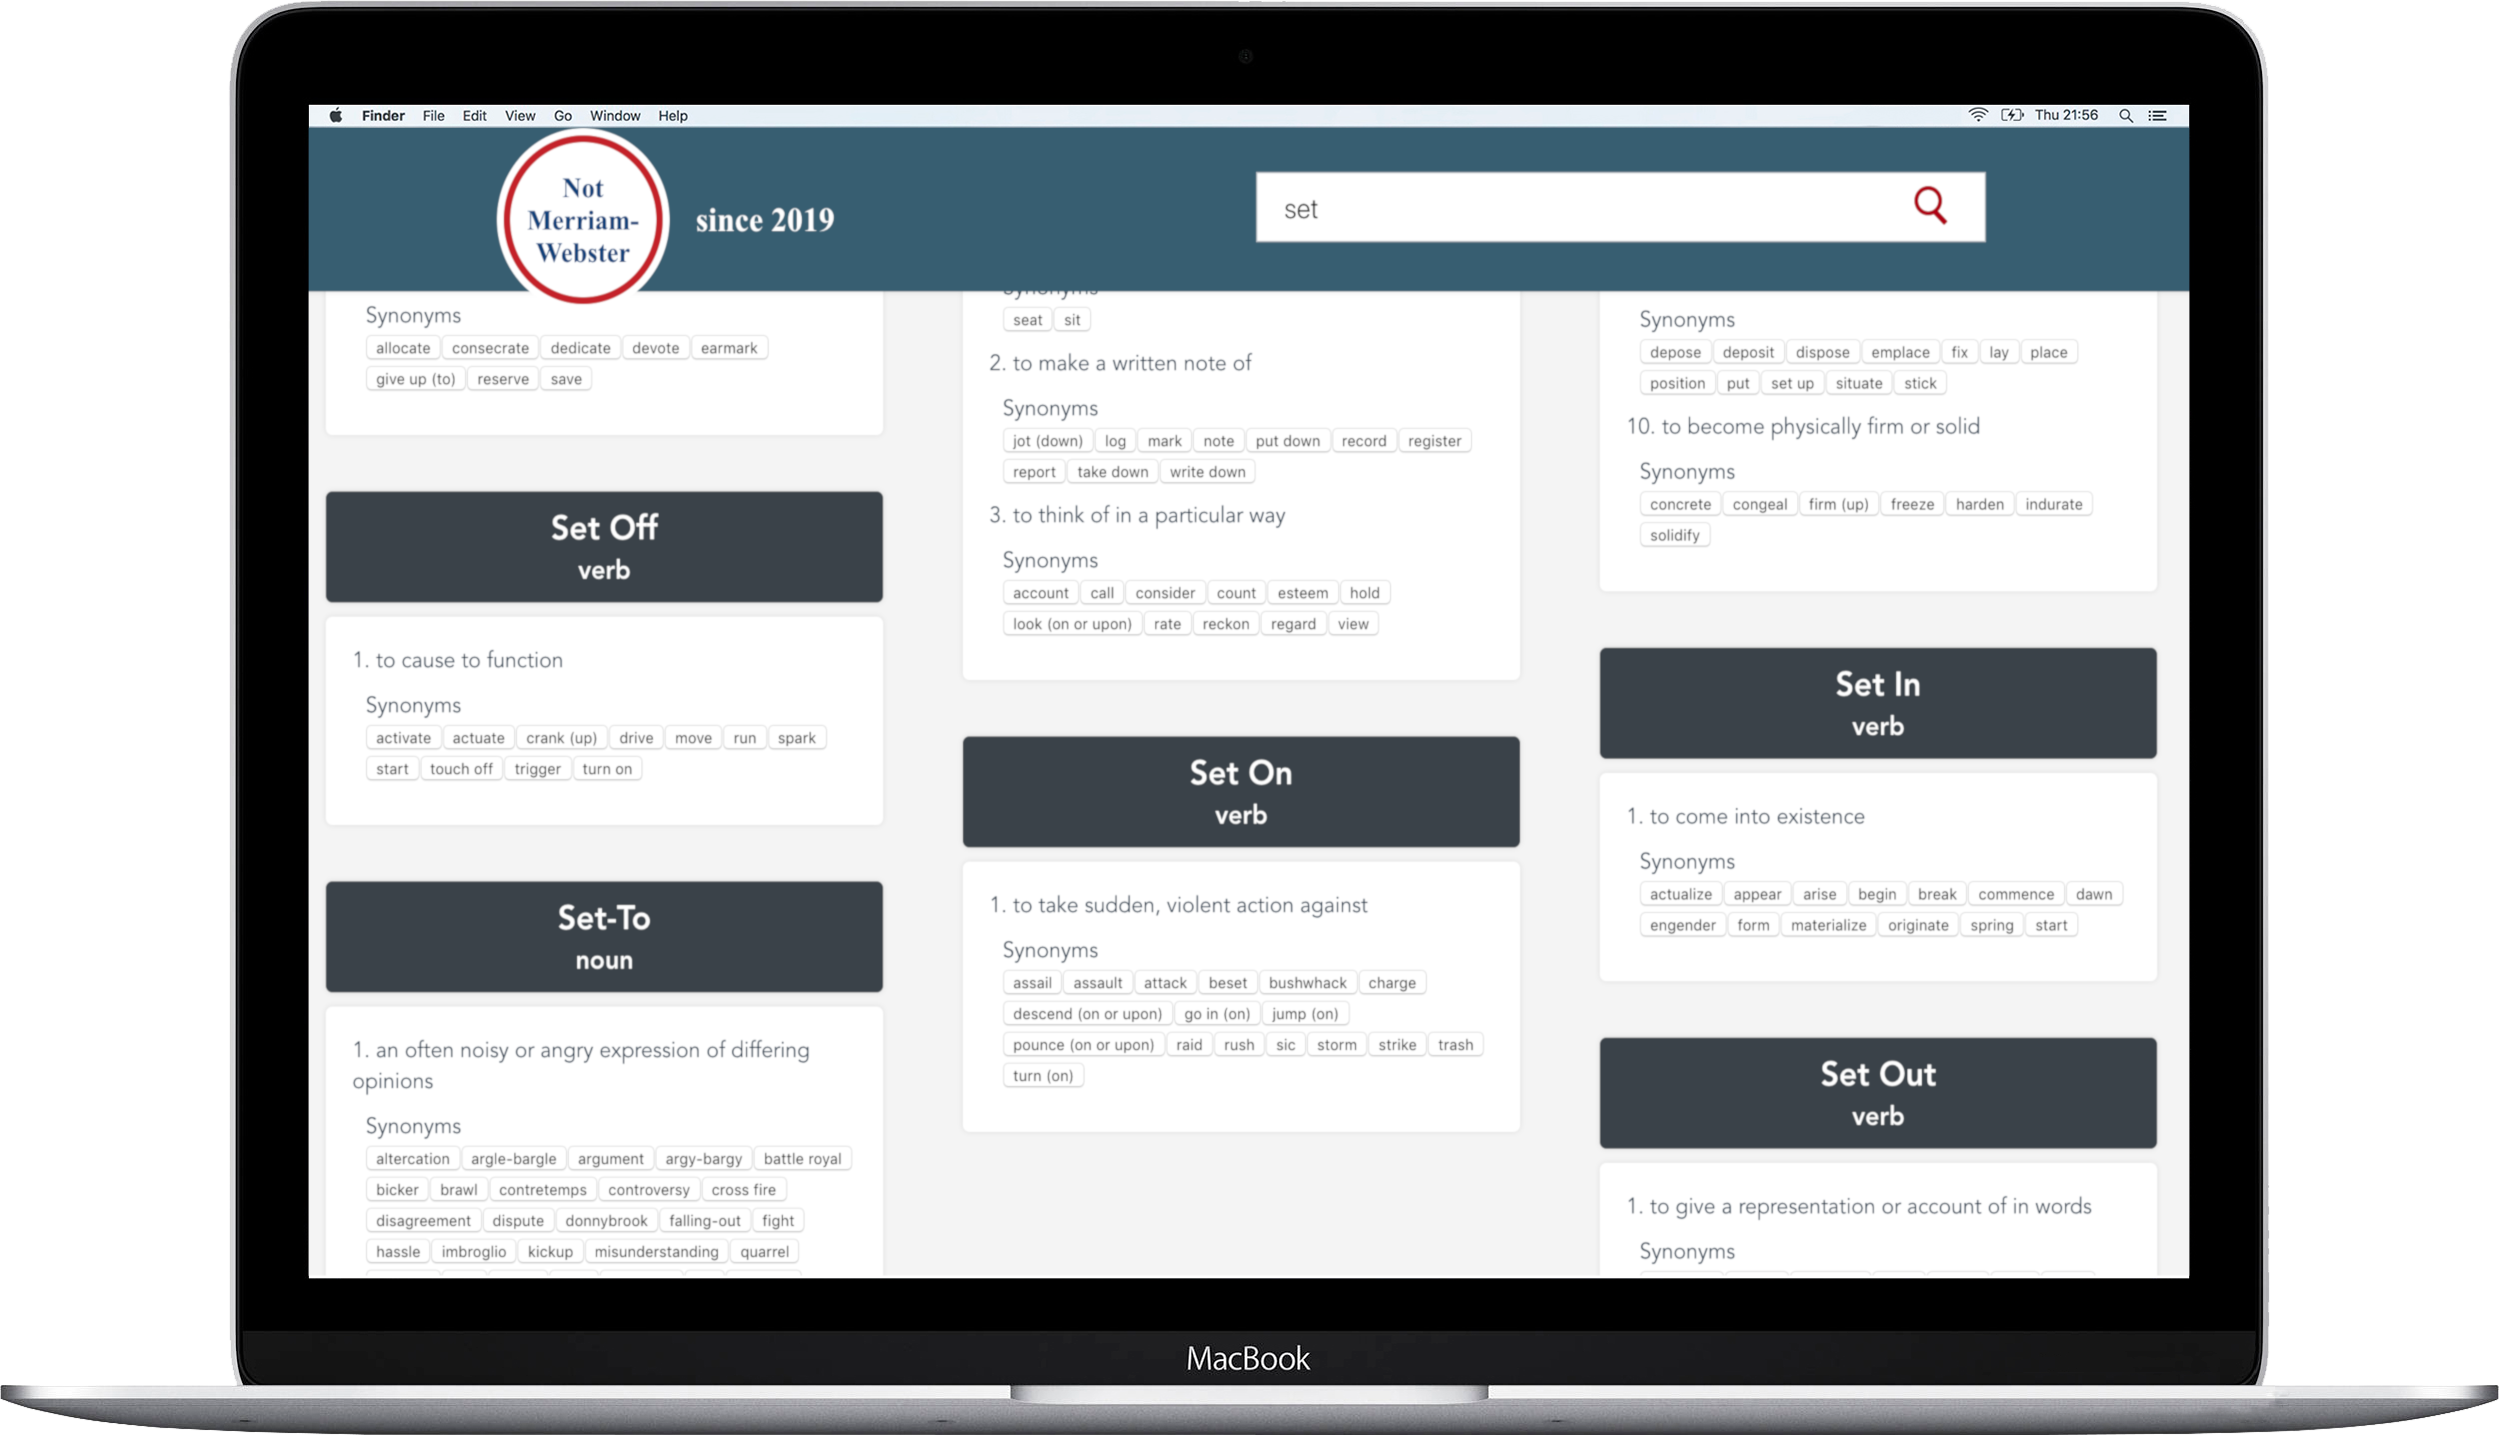 Finder File Edit View Go Window Help Thu 21:56
Not
Merriam-
Webster
since 2019
set
Synonyms
allocate consecrate dedicate devote earmark
give up (to) reserve save
Set Off
verb
1. to cause to function
Synonyms
activate actuate crank (up) drive move run spark
start touch off trigger turn on
Set-To
noun
1. an often noisy or angry expression of differing
opinions
Synonyms
altercation argle-bargle argument argy-bargy battle royal
bicker brawl contretemps controversy cross fire
disagreement dispute donnybrook falling-out fight
hassle imbroglio kickup misunderstanding quarrel
Synonyms
seat sit
2. to make a written note of
Synonyms
jot (down) log mark note put down record register
report take down write down
3. to think of in a particular way
Synonyms
account call consider count esteem hold
look (on or upon) rate reckon regard view
Set On
verb
1. to take sudden, violent action against
Synonyms
assail assault attack beset bushwhack charge
descend (on or upon) go in (on) jump (on)
pounce (on or upon) raid rush sic storm strike trash
turn (on)
Synonyms
depose deposit dispose emplace fix lay place
position put set up situate stick
10. to become physically firm or solid
Synonyms
concrete congeal firm (up) freeze harden indurate
solidify
Set In
verb
1. to come into existence
Synonyms
actualize appear arise begin break commence dawn
engender form materialize originate spring start
Set Out
verb
1. to give a representation or account of in words
Synonyms
MacBook